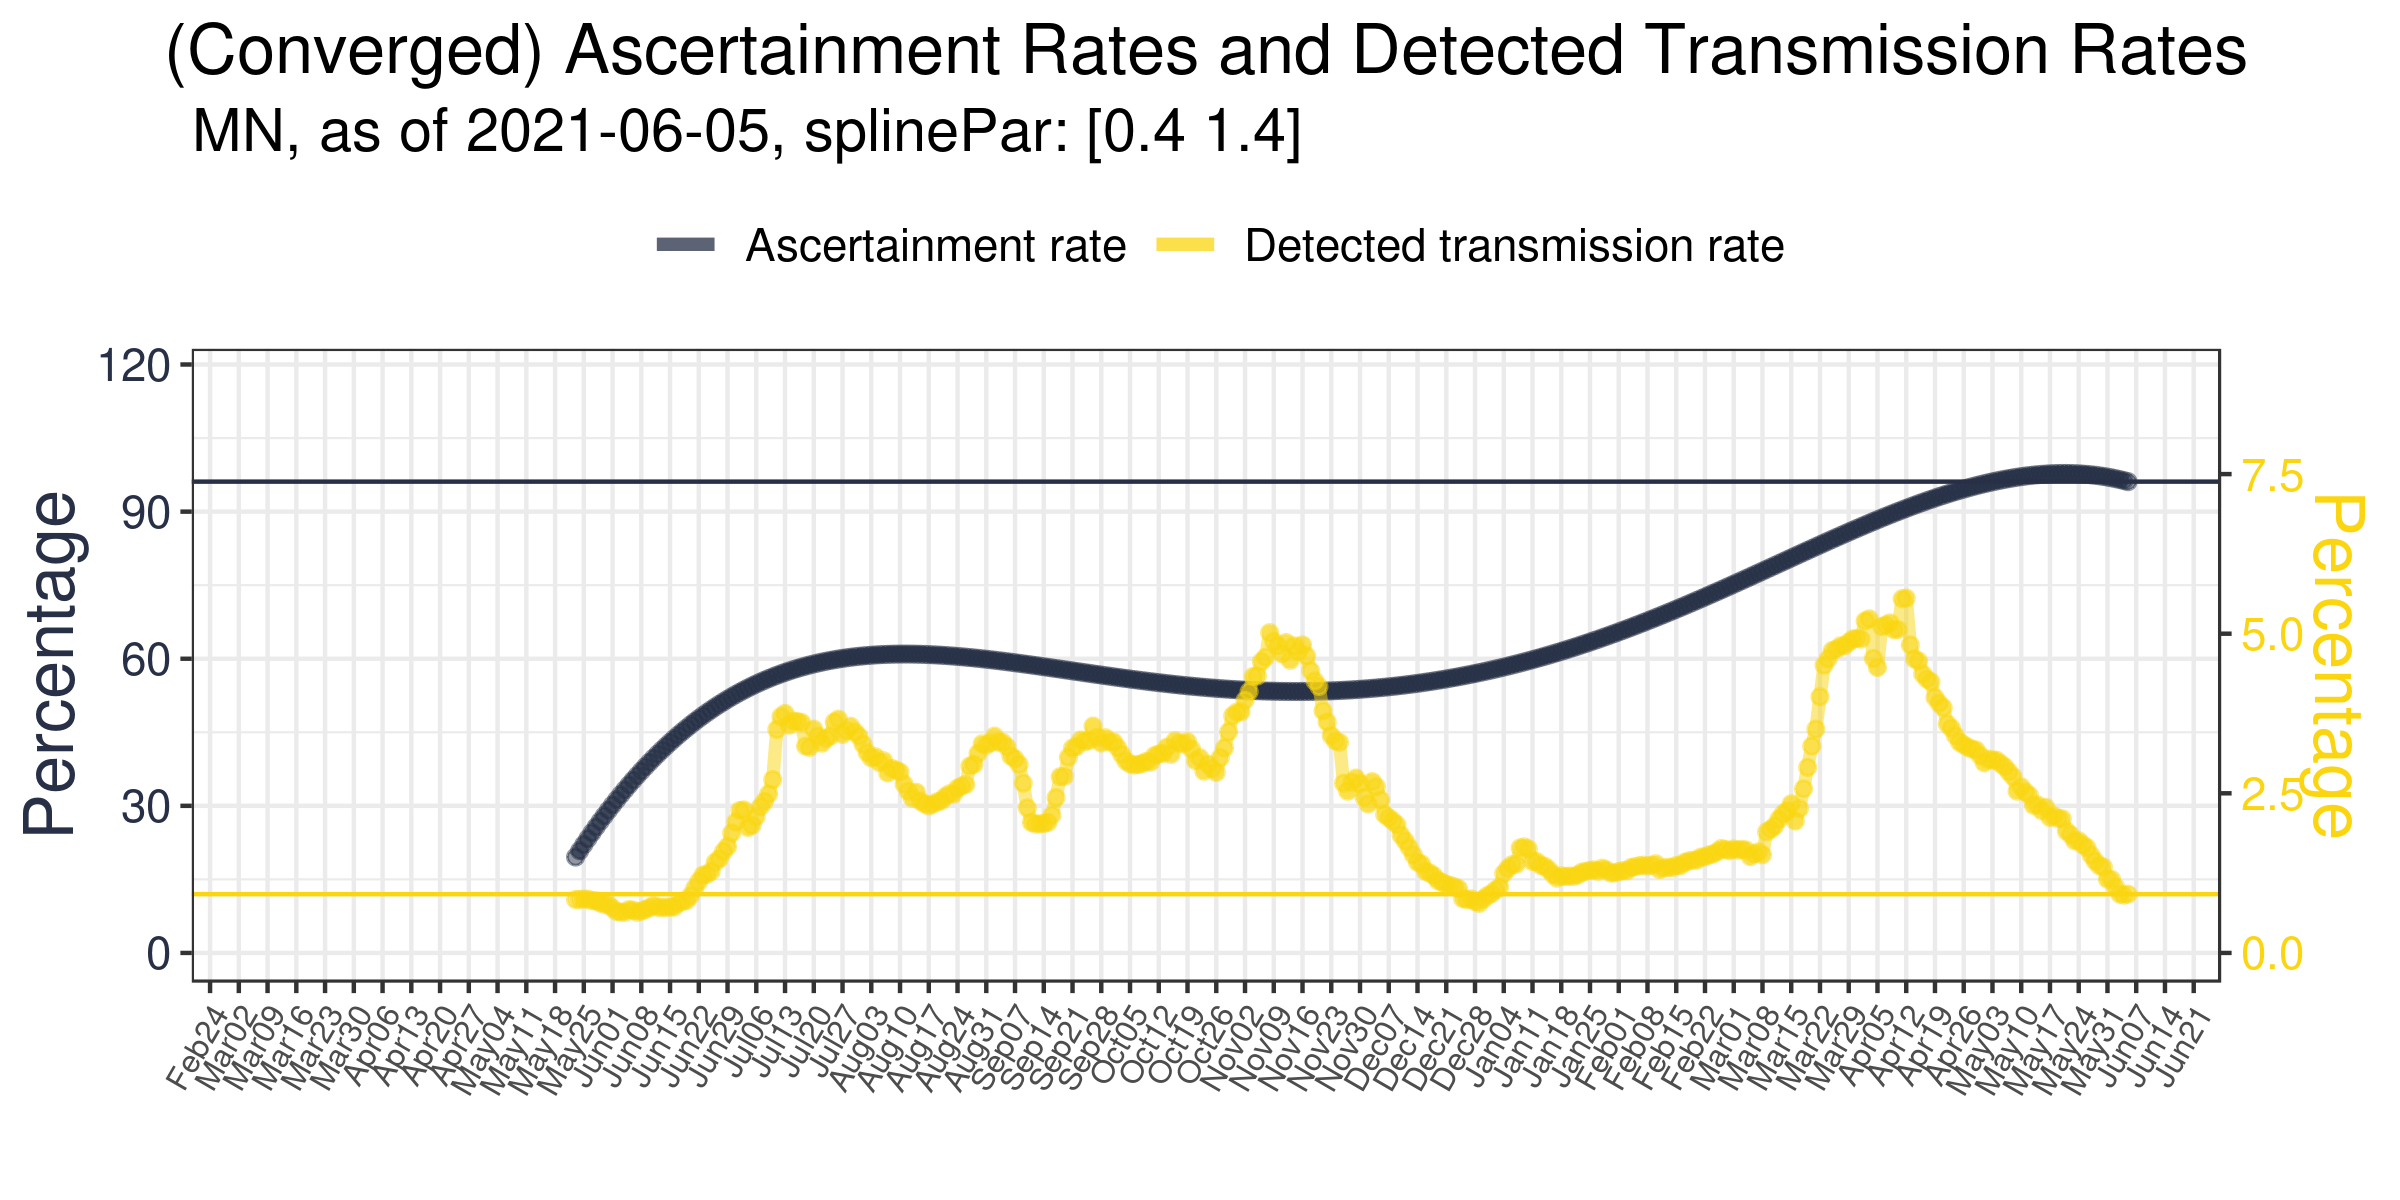 (Converged) Ascertainment Rates and Detected Transmission Rates
MN, as of 2021-06-05, splinePar: [0.4 1.4]
Ascertainment rate
Detected transmission rate
Percentage
120
90
60
30
0
7.5
5.0
2.5
0.0
Percentage
Feb24
Mar02
Mar09
Mar16
Mar23
Mar30
Apr06
Apr13
Apr20
Apr27
May04
May11
May18
May25
Jun01
Jun08
Jun15
Jun22
Jun29
Jul06
Jul13
Jul20
Jul27
Aug03
Aug10
Aug17
Aug24
Aug31
Sep07
Sep14
Sep21
Sep28
Oct05
Oct12
Oct19
Oct26
Nov02
Nov09
Nov16
Nov23
Nov30
Dec07
Dec14
Dec21
Dec28
Jan04
Jan11
Jan18
Jan25
Feb01
Feb08
Feb15
Feb22
Mar01
Mar08
Mar15
Mar22
Mar29
Apr05
Apr12
Apr19
Apr26
May03
May10
May17
May24
May31
Jun07
Jun14
Jun21